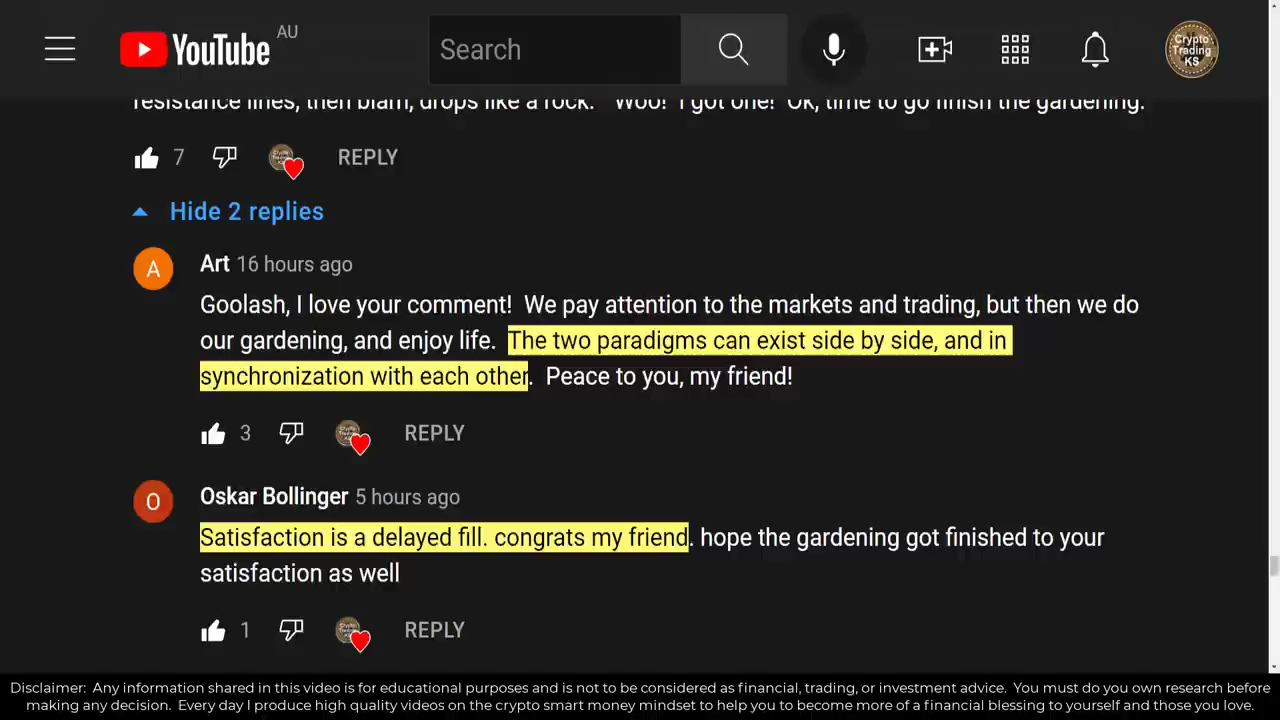 YouTube AU
Search
Crypto
Trading
KS
resistance lines, then blam, drops like a rock. Woo! I got one! Ok, time to go finish the gardening.
7 REPLY
Hide 2 replies
A
Art 16 hours ago
Goolash, I love your comment! We pay attention to the markets and trading, but then we do
our gardening, and enjoy life. The two paradigms can exist side by side, and in
synchronization with each other. Peace to you, my friend!
3 REPLY
O
Oskar Bollinger 5 hours ago
Satisfaction is a delayed fill. congrats my friend. hope the gardening got finished to your
satisfaction as well
1 REPLY
Disclaimer: Any information shared in this video is for educational purposes and is not to be considered as financial, trading, or investment advice. You must do you own research before
making any decision. Every day I produce high quality videos on the crypto smart money mindset to help you to become more of a financial blessing to yourself and those you love.